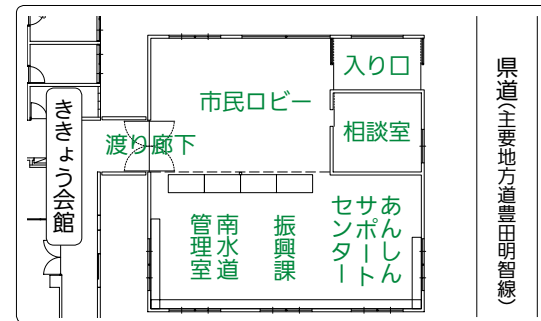 入り口
市民ロビー
相談室
渡り廊下
ききょう会館
県道(主要地方道豊田明智線)
あんしん
サポート
センター
振興課
南水道
管理室